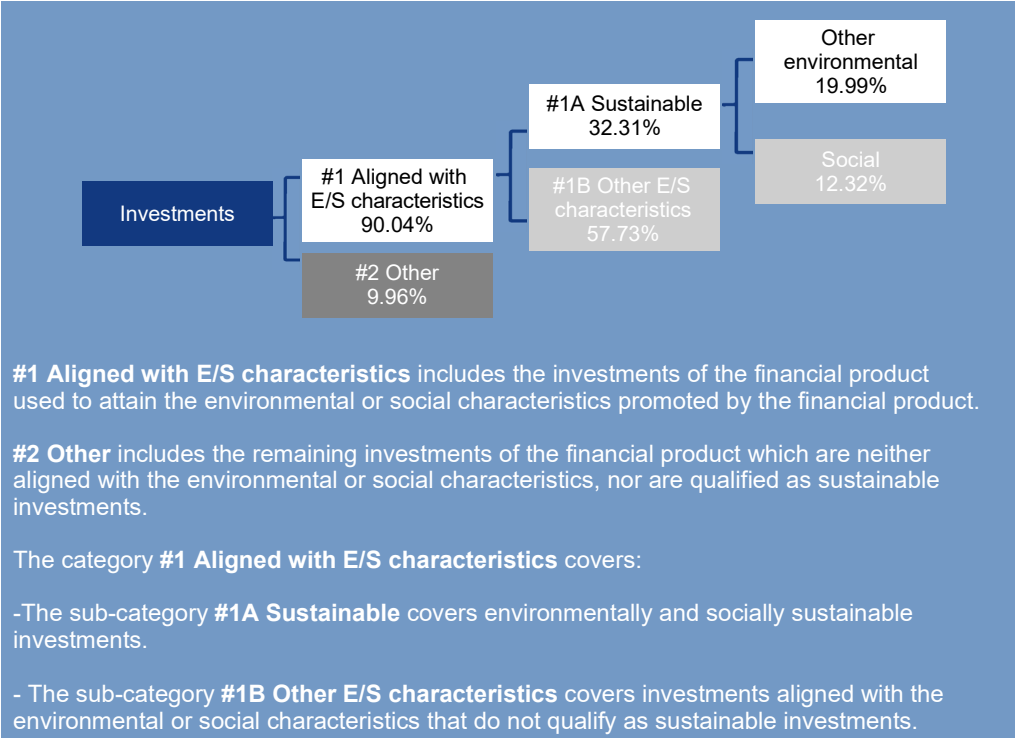 Investments
#1 Aligned with
E/S characteristics
90.04%
#2 Other
9.96%
#1A Sustainable
32.31%
#1B Other E/S
characteristics
57.73%
Other
environmental
19.99%
Social
12.32%
#1 Aligned with E/S characteristics includes the investments of the financial product
used to attain the environmental or social characteristics promoted by the financial product.
#2 Other includes the remaining investments of the financial product which are neither
aligned with the environmental or social characteristics, nor are qualified as sustainable
investments.
The category #1 Aligned with E/S characteristics covers:
-The sub-category #1A Sustainable covers environmentally and socially sustainable
investments.
- The sub-category #1B Other E/S characteristics covers investments aligned with the
environmental or social characteristics that do not qualify as sustainable investments.